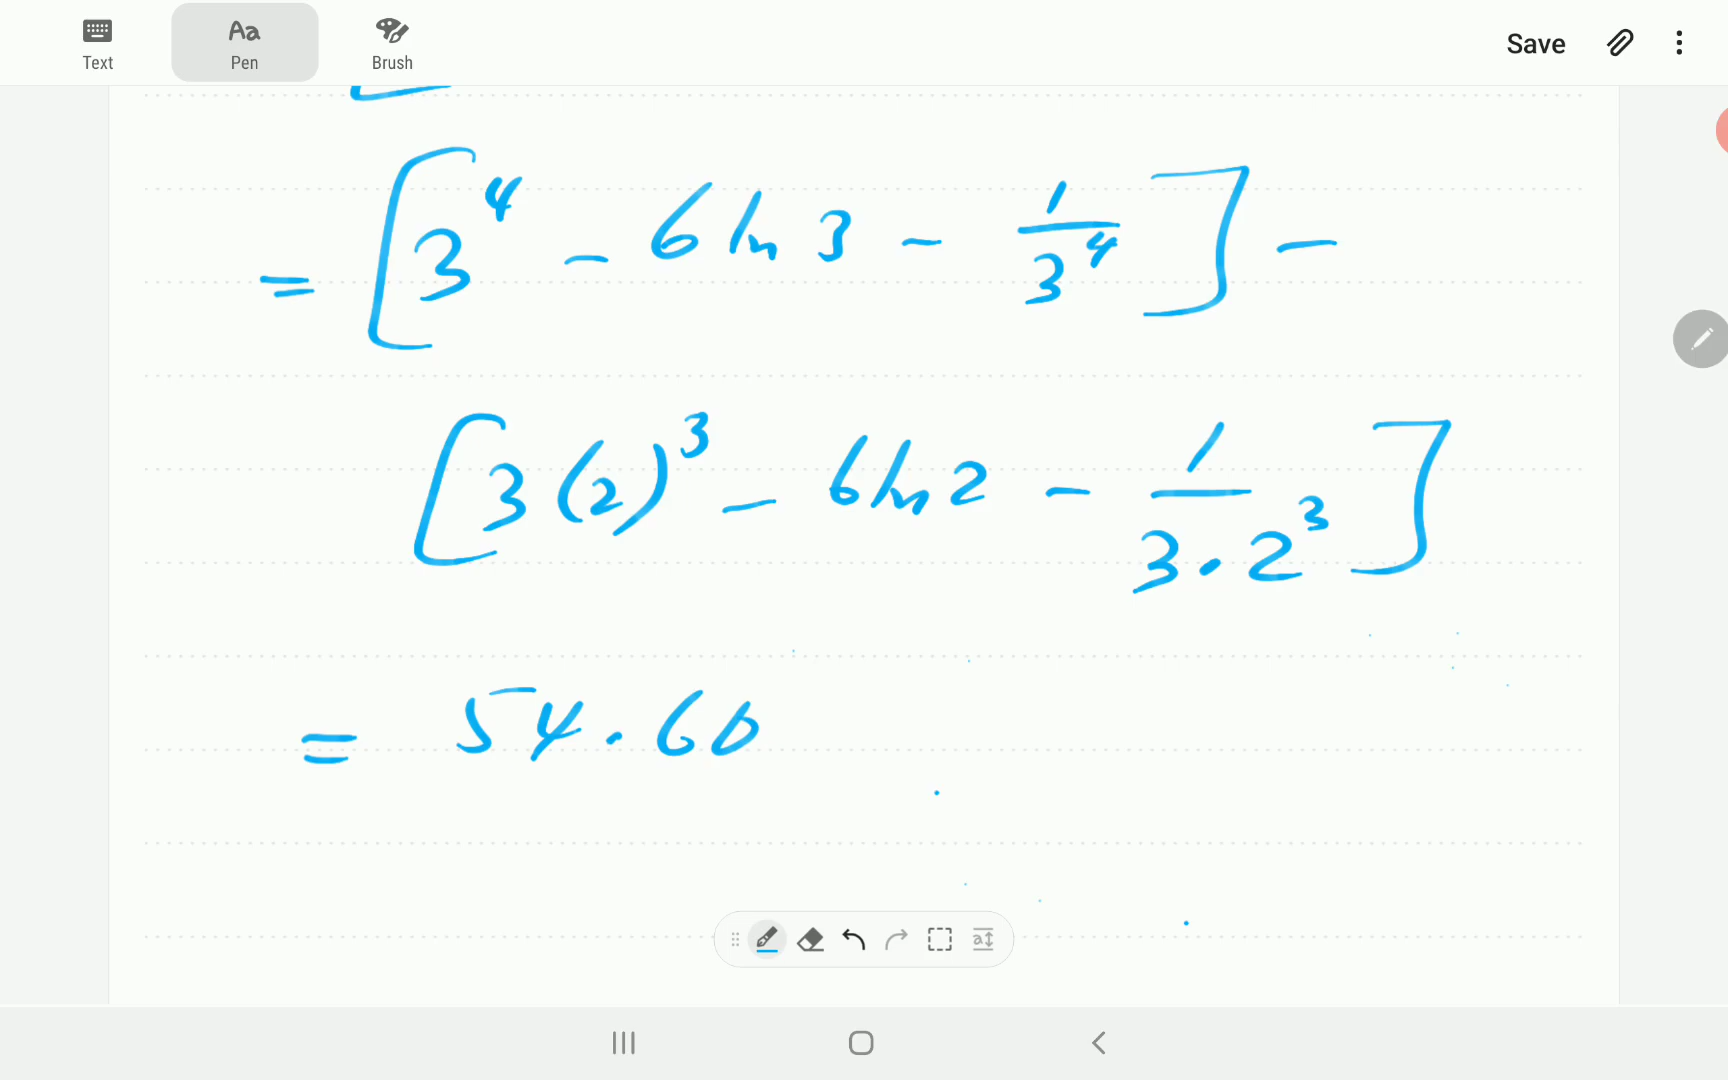 Text Pen Brush Save
= [3⁴ - 6 ln 3 - 1/3⁴] -
[3(2)³ - 6 ln 2 - 1/(3·2³)]
= 54.60